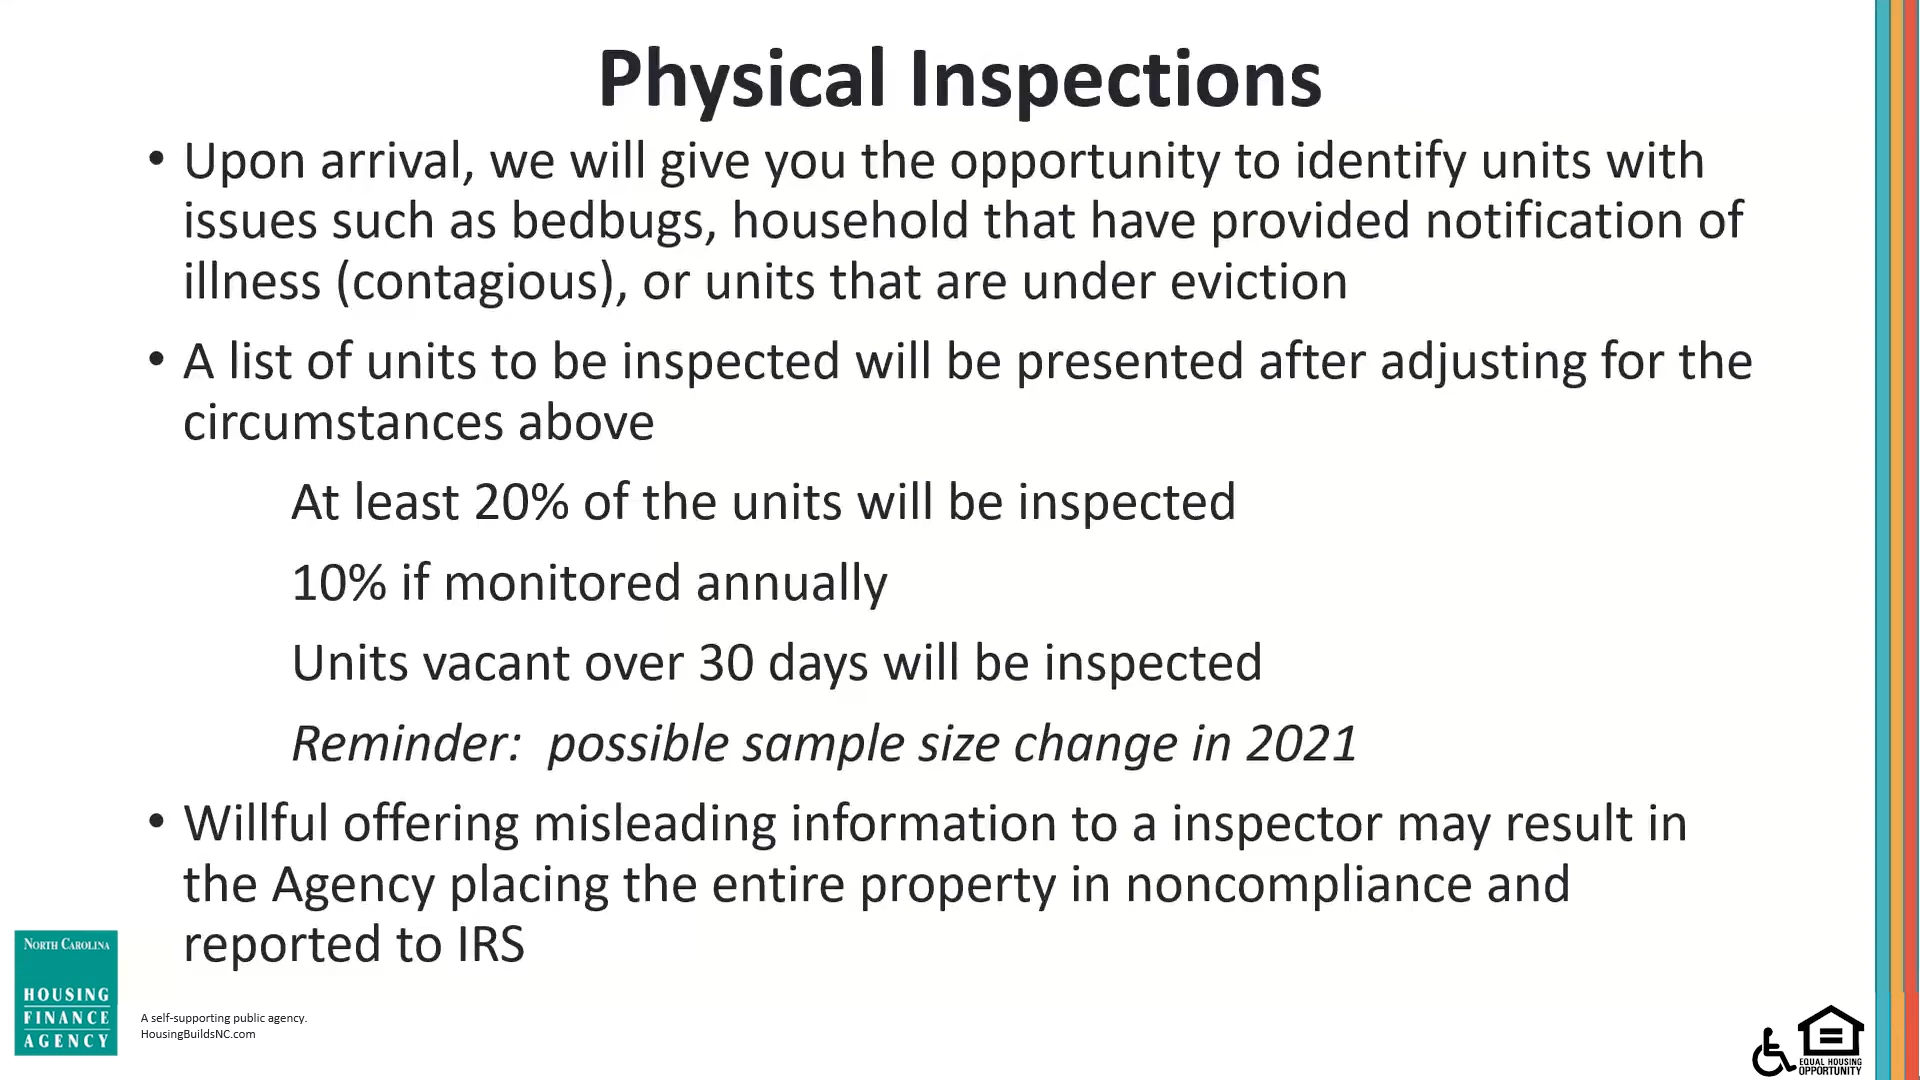 Physical Inspections
• Upon arrival, we will give you the opportunity to identify units with
issues such as bedbugs, household that have provided notification of
illness (contagious), or units that are under eviction
• A list of units to be inspected will be presented after adjusting for the
circumstances above
At least 20% of the units will be inspected
10% if monitored annually
Units vacant over 30 days will be inspected
Reminder:  possible sample size change in 2021
• Willful offering misleading information to a inspector may result in
the Agency placing the entire property in noncompliance and
reported to IRS
NORTH CAROLINA
HOUSING
FINANCE
AGENCY
A self-supporting public agency.
HousingBuildsNC.com
EQUAL HOUSING
OPPORTUNITY